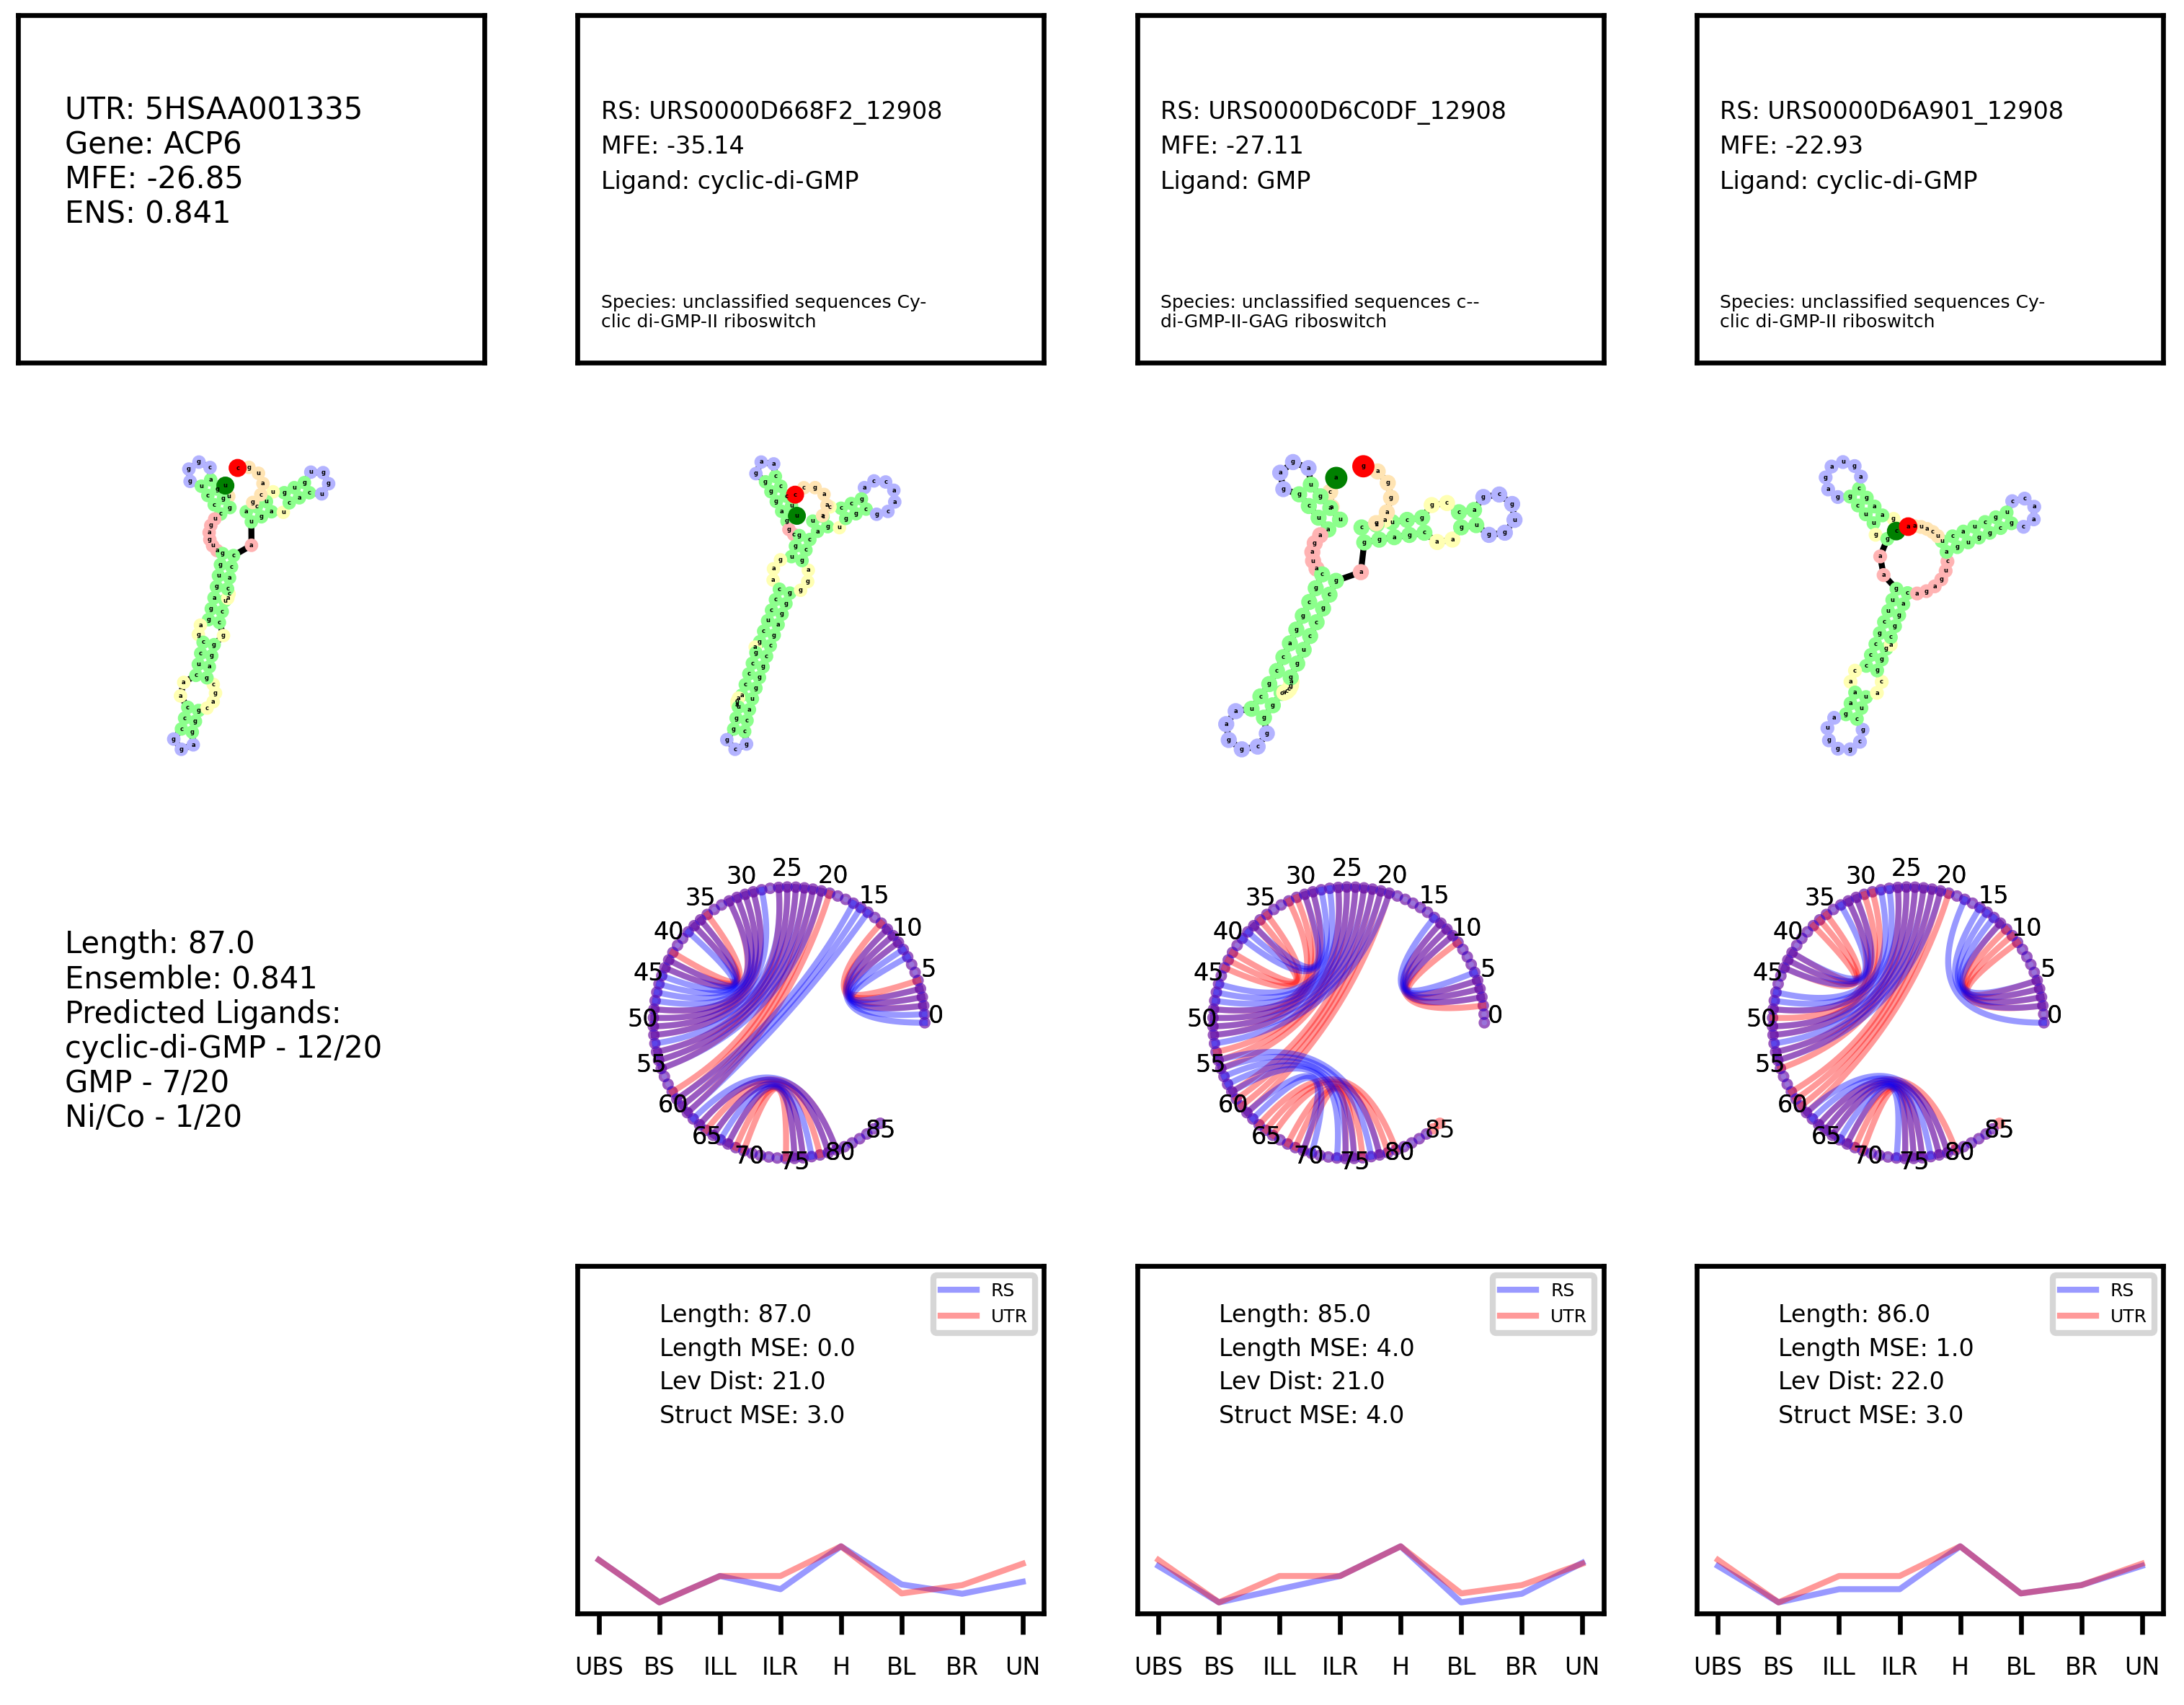 UTR: 5HSAA001335
Gene: ACP6
MFE: -26.85
ENS: 0.841
RS: URS0000D668F2_12908
MFE: -35.14
Ligand: cyclic-di-GMP
Species: unclassified sequences Cy-
clic di-GMP-II riboswitch
RS: URS0000D6C0DF_12908
MFE: -27.11
Ligand: GMP
Species: unclassified sequences c--
di-GMP-II-GAG riboswitch
RS: URS0000D6A901_12908
MFE: -22.93
Ligand: cyclic-di-GMP
Species: unclassified sequences Cy-
clic di-GMP-II riboswitch
Length: 87.0
Ensemble: 0.841
Predicted Ligands:
cyclic-di-GMP - 12/20
GMP - 7/20
Ni/Co - 1/20
0 5 10 15 20 25 30 35 40 45 50 55 60 65 70 75 80 85
0 5 10 15 20 25 30 35 40 45 50 55 60 65 70 75 80 85
0 5 10 15 20 25 30 35 40 45 50 55 60 65 70 75 80 85
RS
UTR
Length: 87.0
Length MSE: 0.0
Lev Dist: 21.0
Struct MSE: 3.0
UBS BS ILL ILR H BL BR UN
RS
UTR
Length: 85.0
Length MSE: 4.0
Lev Dist: 21.0
Struct MSE: 4.0
UBS BS ILL ILR H BL BR UN
RS
UTR
Length: 86.0
Length MSE: 1.0
Lev Dist: 22.0
Struct MSE: 3.0
UBS BS ILL ILR H BL BR UN